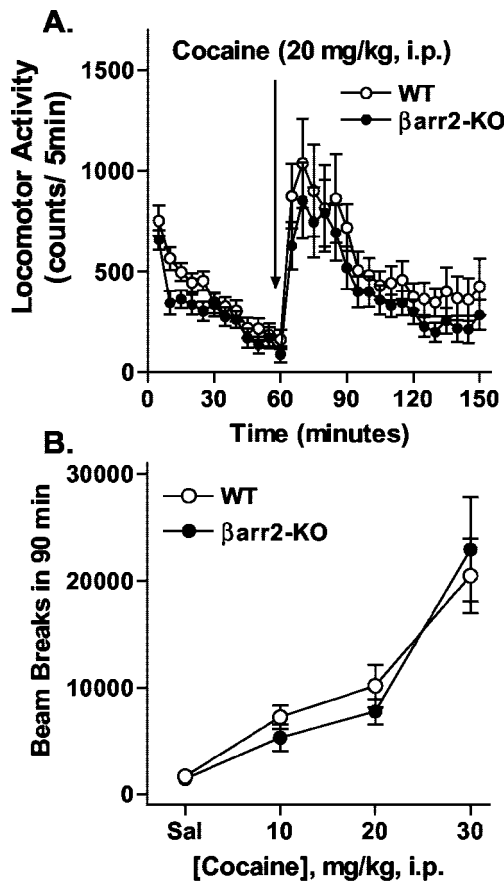 A.
Cocaine (20 mg/kg, i.p.)
WT
βarr2-KO
Locomotor Activity
(counts/ 5min)
1500
1000
500
0
0 30 60 90 120 150
Time (minutes)
B.
WT
βarr2-KO
Beam Breaks in 90 min
30000
20000
10000
0
Sal 10 20 30
[Cocaine], mg/kg, i.p.